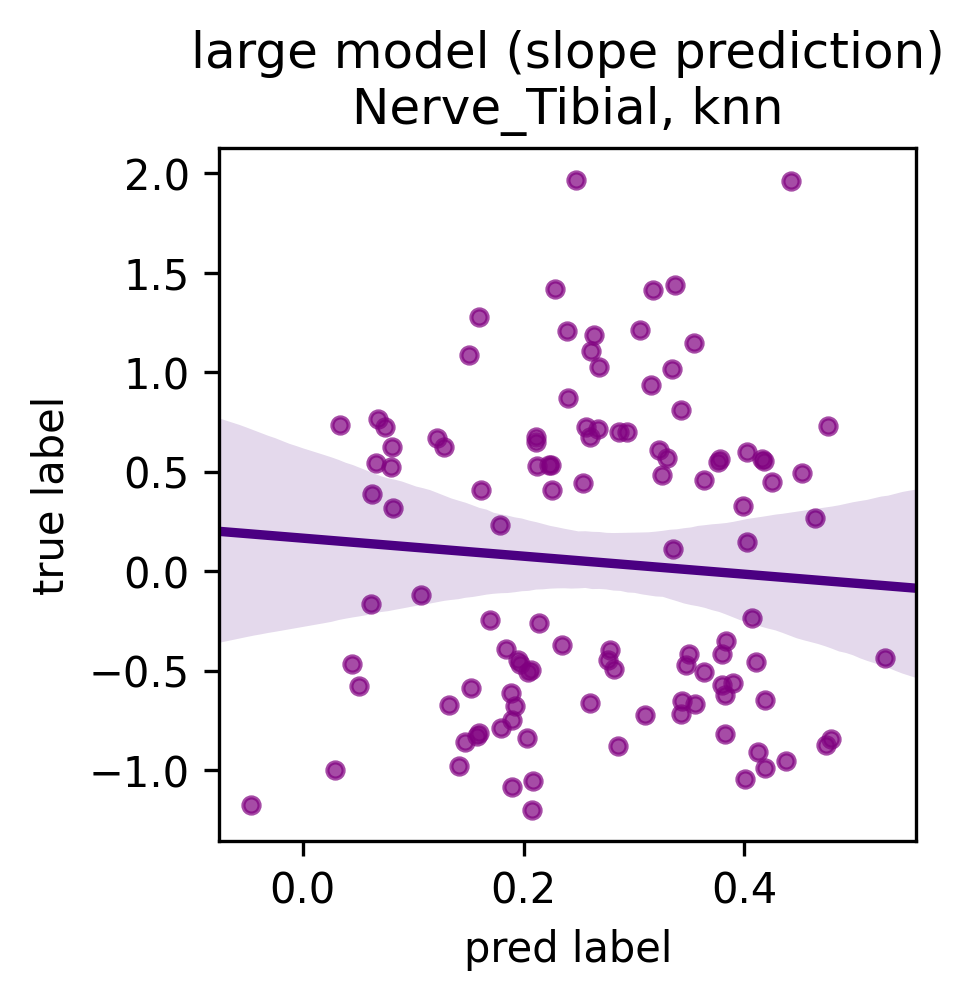 large model (slope prediction)
Nerve_Tibial, knn
2.0
1.5
1.0
0.5
0.0
−0.5
−1.0
true label
0.0 0.2 0.4
pred label